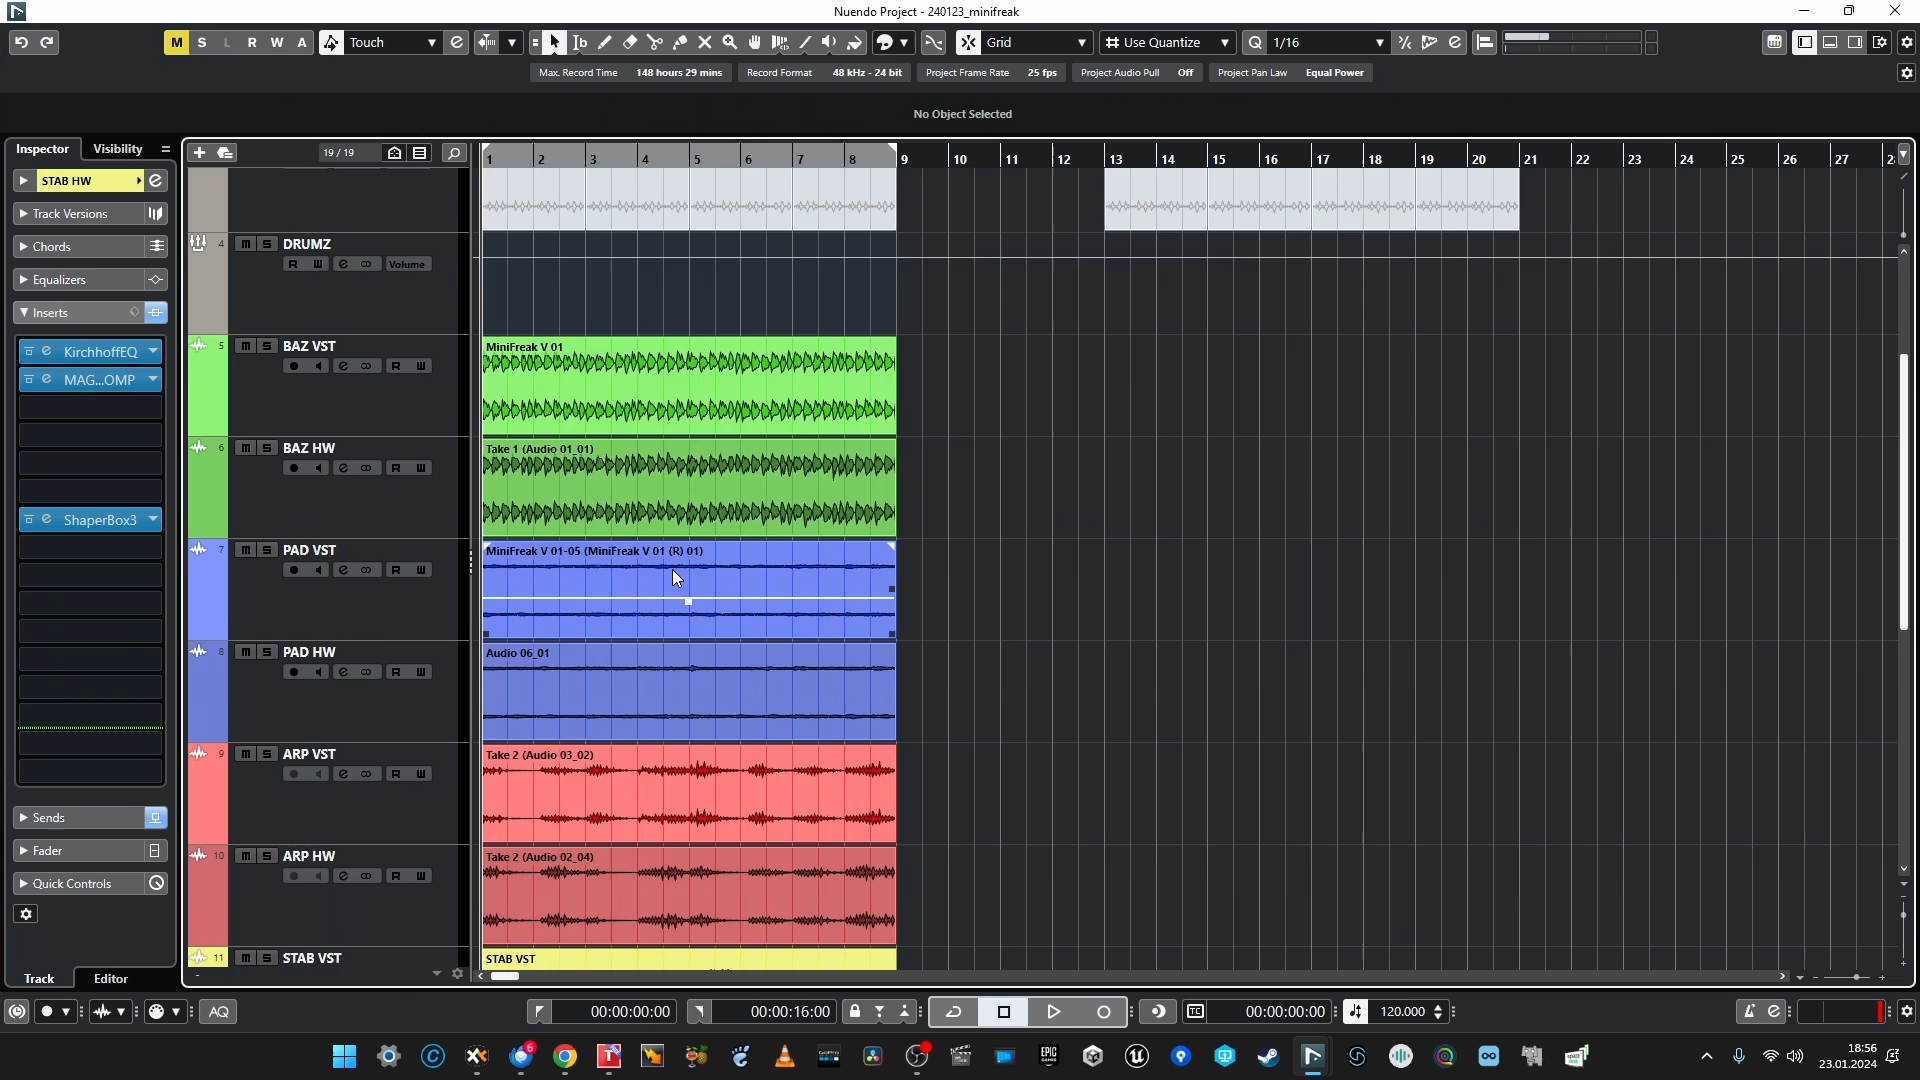 Nuendo Project - 240123_minifreak
M S L R W A Touch Grid Use Quantize 1/16
Max. Record Time 148 hours 29 mins Record Format 48 kHz - 24 bit Project Frame Rate 25 fps Project Audio Pull Off Project Pan Law Equal Power
No Object Selected
Inspector Visibility
19 / 19
1 2 3 4 5 6 7 8 9 10 11 12 13 14 15 16 17 18 19 20 21 22 23 24 25 26 27 2
STAB HW
Track Versions
Chords
Equalizers
Inserts
KirchhoffEQ
MAG...OMP
ShaperBox3
Sends
Fader
Quick Controls
Track Editor
4 m S DRUMZ
R W e Volume
5 m S BAZ VST
R W
MiniFreak V 01
6 m S BAZ HW
R W
Take 1 (Audio 01_01)
7 m S PAD VST
R W
MiniFreak V 01-05 (MiniFreak V 01 (R) 01)
8 m S PAD HW
R W
Audio 06_01
9 m S ARP VST
R W
Take 2 (Audio 03_02)
10 m S ARP HW
R W
Take 2 (Audio 02_04)
11 m S STAB VST
STAB VST
AQ 00:00:00:00 00:00:16:00 TC 00:00:00:00 120.000
6
EPIC GAMES
18:56
23.01.2024